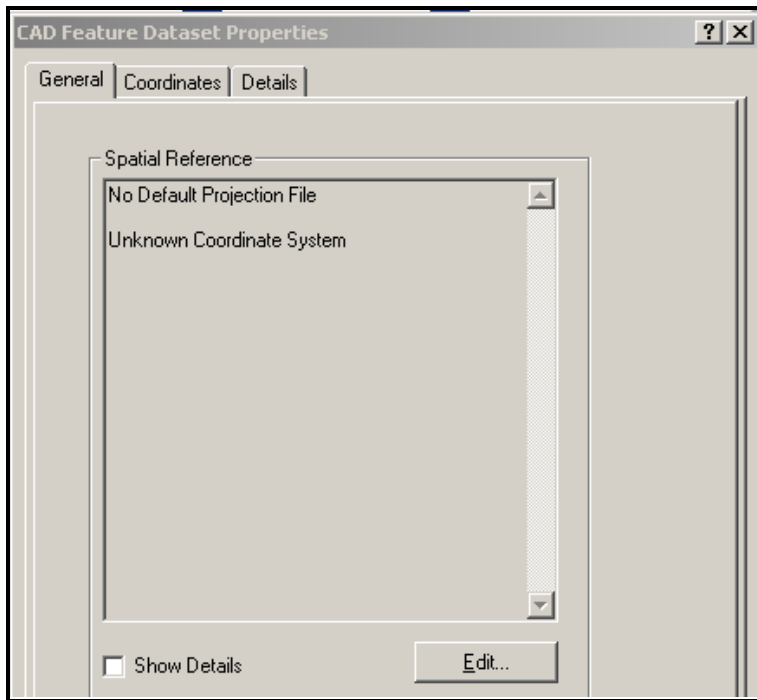 CAD Feature Dataset Properties
General Coordinates Details
Spatial Reference
No Default Projection File
Unknown Coordinate System
Show Details Edit...